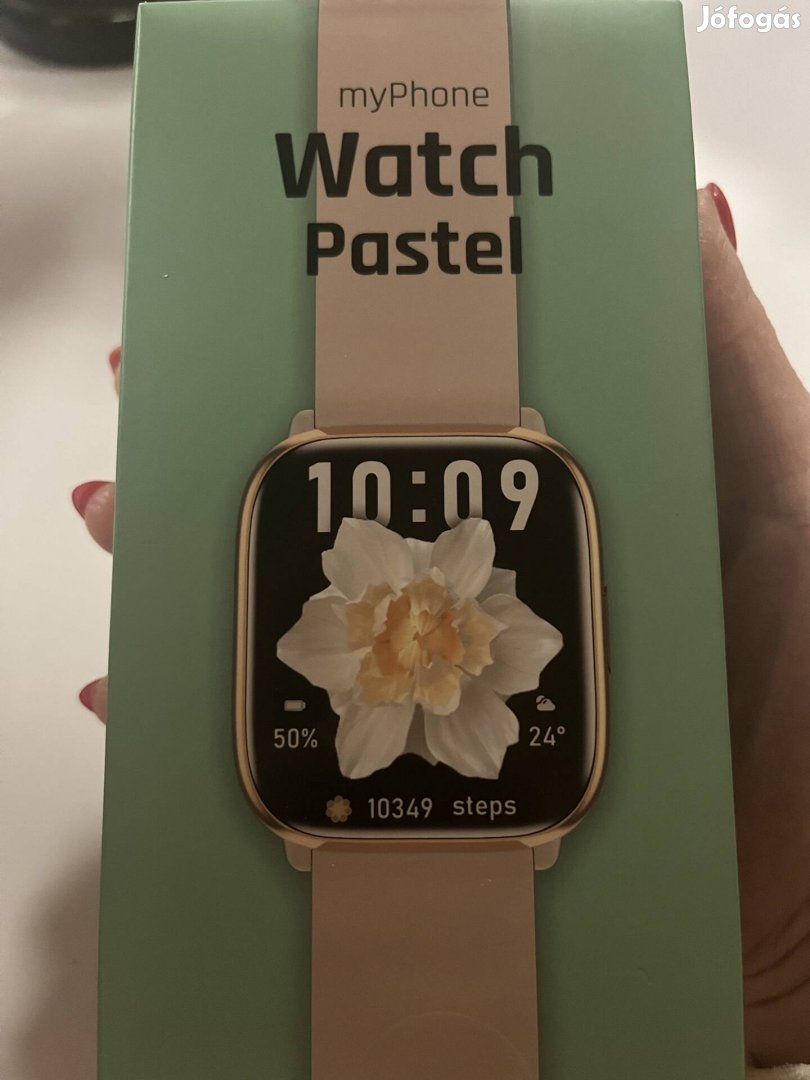 Jófogás
myPhone
Watch
Pastel
10:09
50%
24°
10349 steps